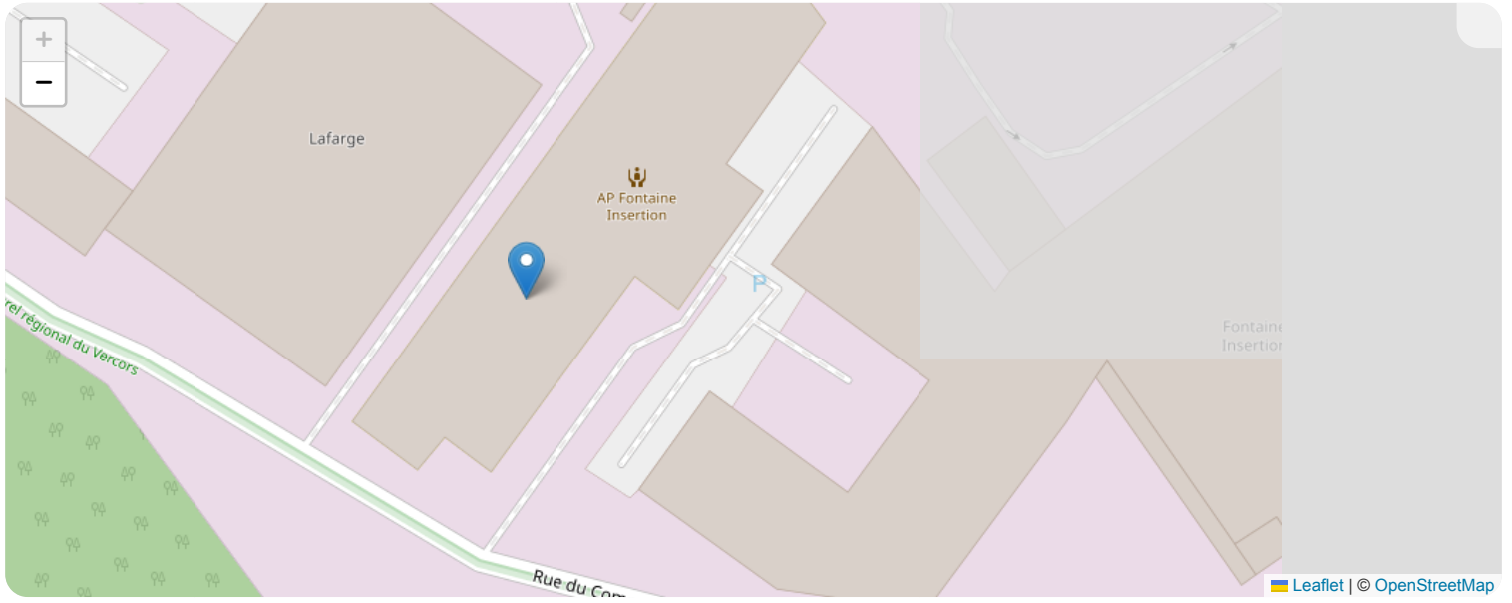 +
−
Lafarge
AP Fontaine
Insertion
P
rel régional du Vercors
Fontaine
Insertion
Rue du Com
Leaflet | © OpenStreetMap